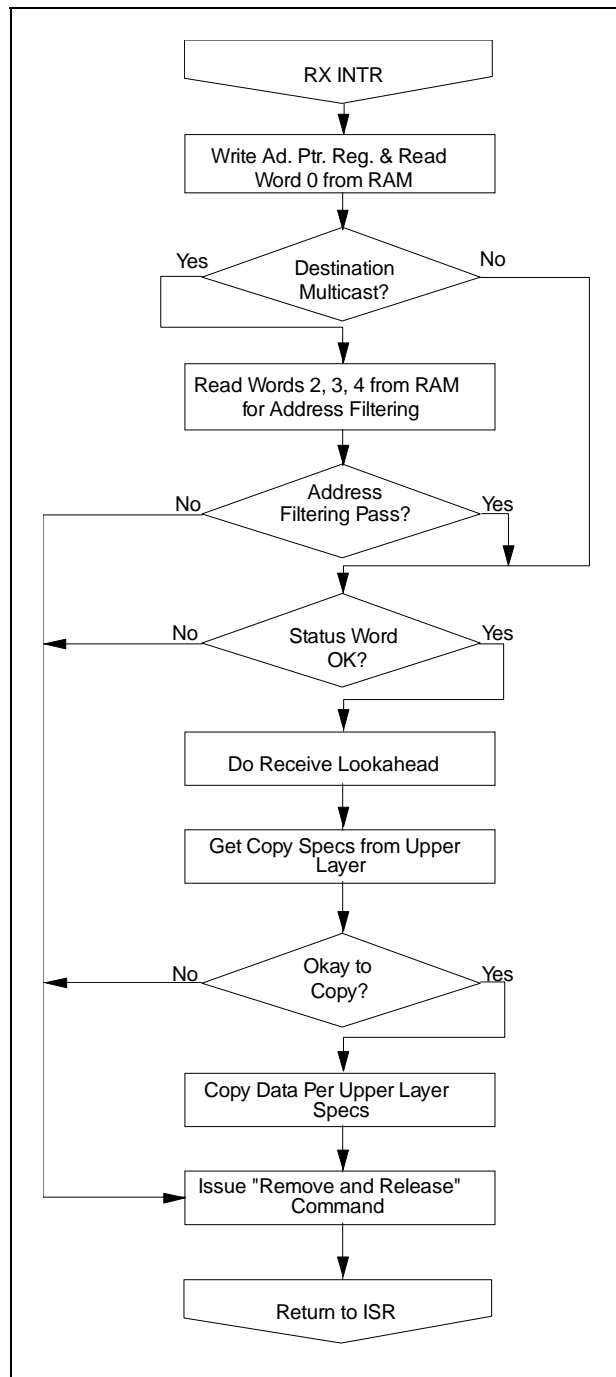 RX INTR
Write Ad. Ptr. Reg. & Read
Word 0 from RAM
Yes
No
Destination
Multicast?
Read Words 2, 3, 4 from RAM
for Address Filtering
No
Address
Yes
Filtering Pass?
No
Status Word
Yes
OK?
Do Receive Lookahead
Get Copy Specs from Upper
Layer
No
Okay to
Yes
Copy?
Copy Data Per Upper Layer
Specs
Issue "Remove and Release"
Command
Return to ISR